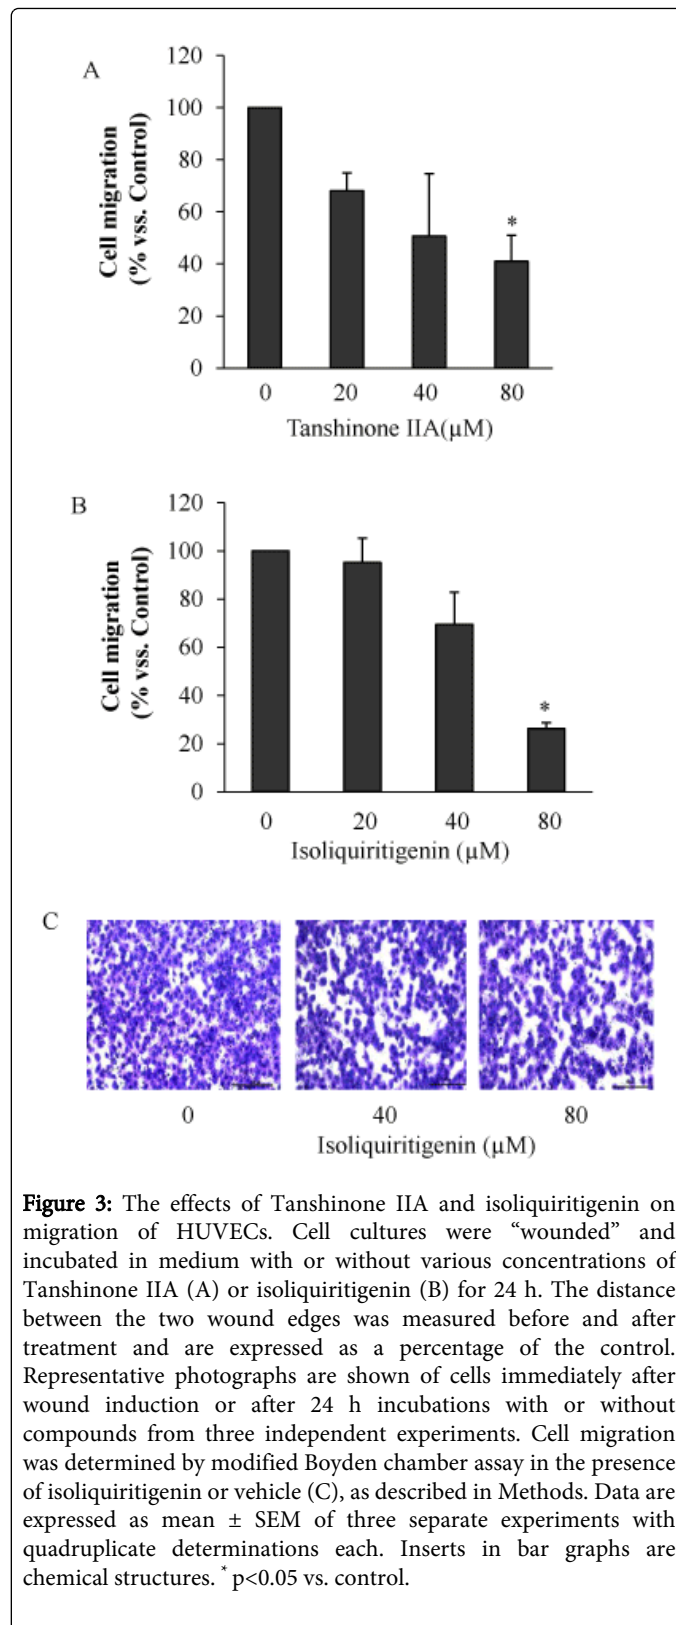 A
120
100
80
60
40
20
0
Cell migration
(% vss. Control)
*
0 20 40 80
Tanshinone IIA(µM)
B
120
100
80
60
40
20
0
Cell migration
(% vss. Control)
*
0 20 40 80
Isoliquiritigenin (µM)
C
0 40 80
Isoliquiritigenin (µM)
Figure 3: The effects of Tanshinone IIA and isoliquiritigenin on
migration of HUVECs. Cell cultures were “wounded” and
incubated in medium with or without various concentrations of
Tanshinone IIA (A) or isoliquiritigenin (B) for 24 h. The distance
between the two wound edges was measured before and after
treatment and are expressed as a percentage of the control.
Representative photographs are shown of cells immediately after
wound induction or after 24 h incubations with or without
compounds from three independent experiments. Cell migration
was determined by modified Boyden chamber assay in the presence
of isoliquiritigenin or vehicle (C), as described in Methods. Data are
expressed as mean ± SEM of three separate experiments with
quadruplicate determinations each. Inserts in bar graphs are
chemical structures. * p<0.05 vs. control.